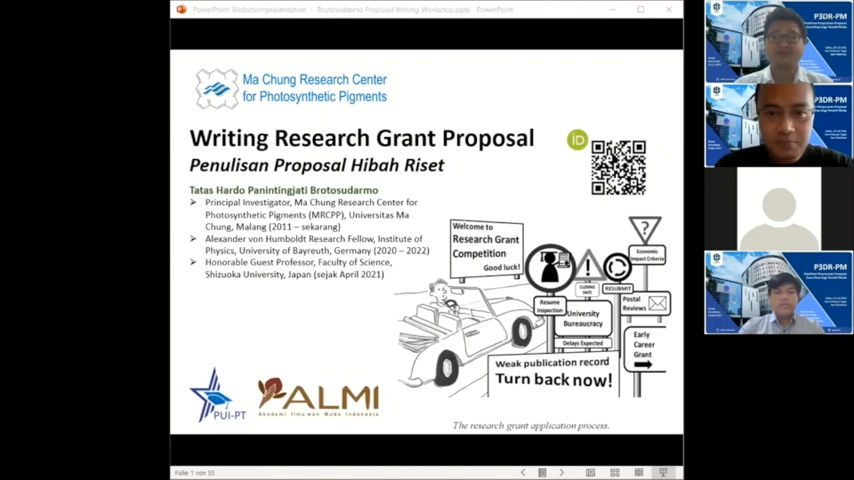 PowerPoint Bildschirmpräsentation - Brotosudarmo Proposal Writing Workshop.pptx - PowerPoint
Ma Chung Research Center
for Photosynthetic Pigments
Writing Research Grant Proposal
iD
Penulisan Proposal Hibah Riset
Tatas Hardo Panintingjati Brotosudarmo
Principal Investigator, Ma Chung Research Center for
Photosynthetic Pigments (MRCPP), Universitas Ma
Chung, Malang (2011 – sekarang)
Alexander von Humboldt Research Fellow, Institute of
Physics, University of Bayreuth, Germany (2020 – 2022)
Honorable Guest Professor, Faculty of Science,
Shizuoka University, Japan (sejak April 2021)
Welcome to
Research Grant
Competition
Good luck!
?
Economic
Impact Criteria
!
CLOSING
DATE
RESUBMIT
Resume
Inspection
Postal
Reviews
University
Bureaucracy
Delays Expected
Early
Career
Grant
Weak publication record
Turn back now!
PUI-PT
ALMI
Akademi Ilmuwan Muda Indonesia
The research grant application process.
Folie 1 von 55
P3DR-PM
P3DR-PM
P3DR-PM